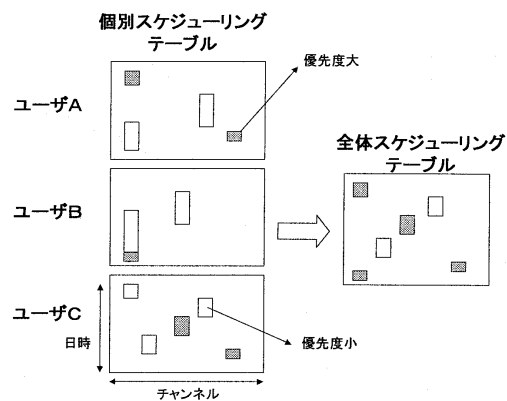 個別スケジューリング
テーブル
優先度大
ユーザA
全体スケジューリング
テーブル
ユーザB
ユーザC
日時
優先度小
チャンネル